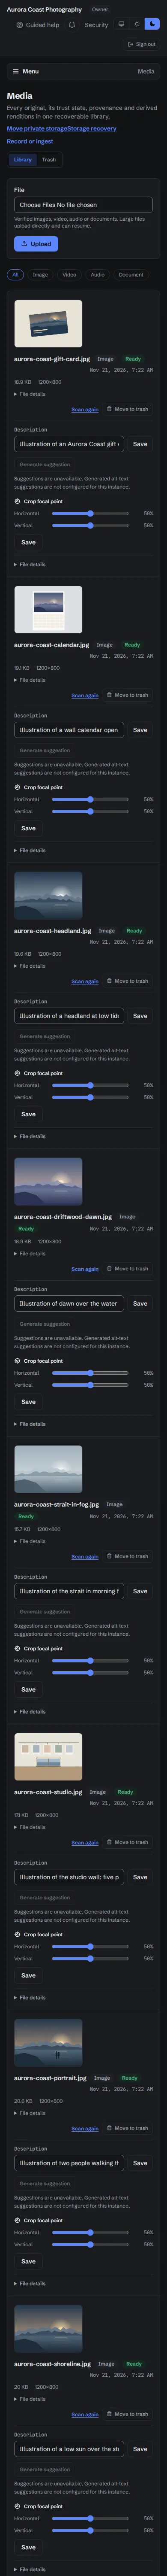 Aurora Coast Photography Owner
Guided help Security
Sign out
Menu Media
Media
Every original, its trust state, provenance and derived
conditions in one recoverable library.
Move private storageStorage recovery
Record or ingest
Library Trash
File
Choose Files No file chosen
Verified images, video, audio or documents. Large files
upload directly and can resume.
Upload
All Image Video Audio Document
aurora-coast-gift-card.jpg Image Ready
Nov 21, 2026, 7:22 AM
18.9 KB 1200×800
File details
Scan again Move to trash
Description
Illustration of an Aurora Coast gift Save
Generate suggestion
Suggestions are unavailable. Generated alt-text
suggestions are not configured for this instance.
Crop focal point
Horizontal 50%
Vertical 50%
Save
File details
aurora-coast-calendar.jpg Image Ready
Nov 21, 2026, 7:22 AM
19.1 KB 1200×800
File details
Scan again Move to trash
Description
Illustration of a wall calendar open Save
Generate suggestion
Suggestions are unavailable. Generated alt-text
suggestions are not configured for this instance.
Crop focal point
Horizontal 50%
Vertical 50%
Save
File details
aurora-coast-headland.jpg Image Ready
Nov 21, 2026, 7:22 AM
19.6 KB 1200×800
File details
Scan again Move to trash
Description
Illustration of a headland at low tide Save
Generate suggestion
Suggestions are unavailable. Generated alt-text
suggestions are not configured for this instance.
Crop focal point
Horizontal 50%
Vertical 50%
Save
File details
aurora-coast-driftwood-dawn.jpg Image
Ready Nov 21, 2026, 7:22 AM
18.9 KB 1200×800
File details
Scan again Move to trash
Description
Illustration of dawn over the water Save
Generate suggestion
Suggestions are unavailable. Generated alt-text
suggestions are not configured for this instance.
Crop focal point
Horizontal 50%
Vertical 50%
Save
File details
aurora-coast-strait-in-fog.jpg Image
Ready Nov 21, 2026, 7:22 AM
15.7 KB 1200×800
File details
Scan again Move to trash
Description
Illustration of the strait in morning f Save
Generate suggestion
Suggestions are unavailable. Generated alt-text
suggestions are not configured for this instance.
Crop focal point
Horizontal 50%
Vertical 50%
Save
File details
aurora-coast-studio.jpg Image Ready
Nov 21, 2026, 7:22 AM
17.1 KB 1200×800
File details
Scan again Move to trash
Description
Illustration of the studio wall: five p Save
Generate suggestion
Suggestions are unavailable. Generated alt-text
suggestions are not configured for this instance.
Crop focal point
Horizontal 50%
Vertical 50%
Save
File details
aurora-coast-portrait.jpg Image Ready
Nov 21, 2026, 7:22 AM
20.6 KB 1200×800
File details
Scan again Move to trash
Description
Illustration of two people walking th Save
Generate suggestion
Suggestions are unavailable. Generated alt-text
suggestions are not configured for this instance.
Crop focal point
Horizontal 50%
Vertical 50%
Save
File details
aurora-coast-shoreline.jpg Image Ready
Nov 21, 2026, 7:22 AM
20 KB 1200×800
File details
Scan again Move to trash
Description
Illustration of a low sun over the st Save
Generate suggestion
Suggestions are unavailable. Generated alt-text
suggestions are not configured for this instance.
Crop focal point
Horizontal 50%
Vertical 50%
Save
File details